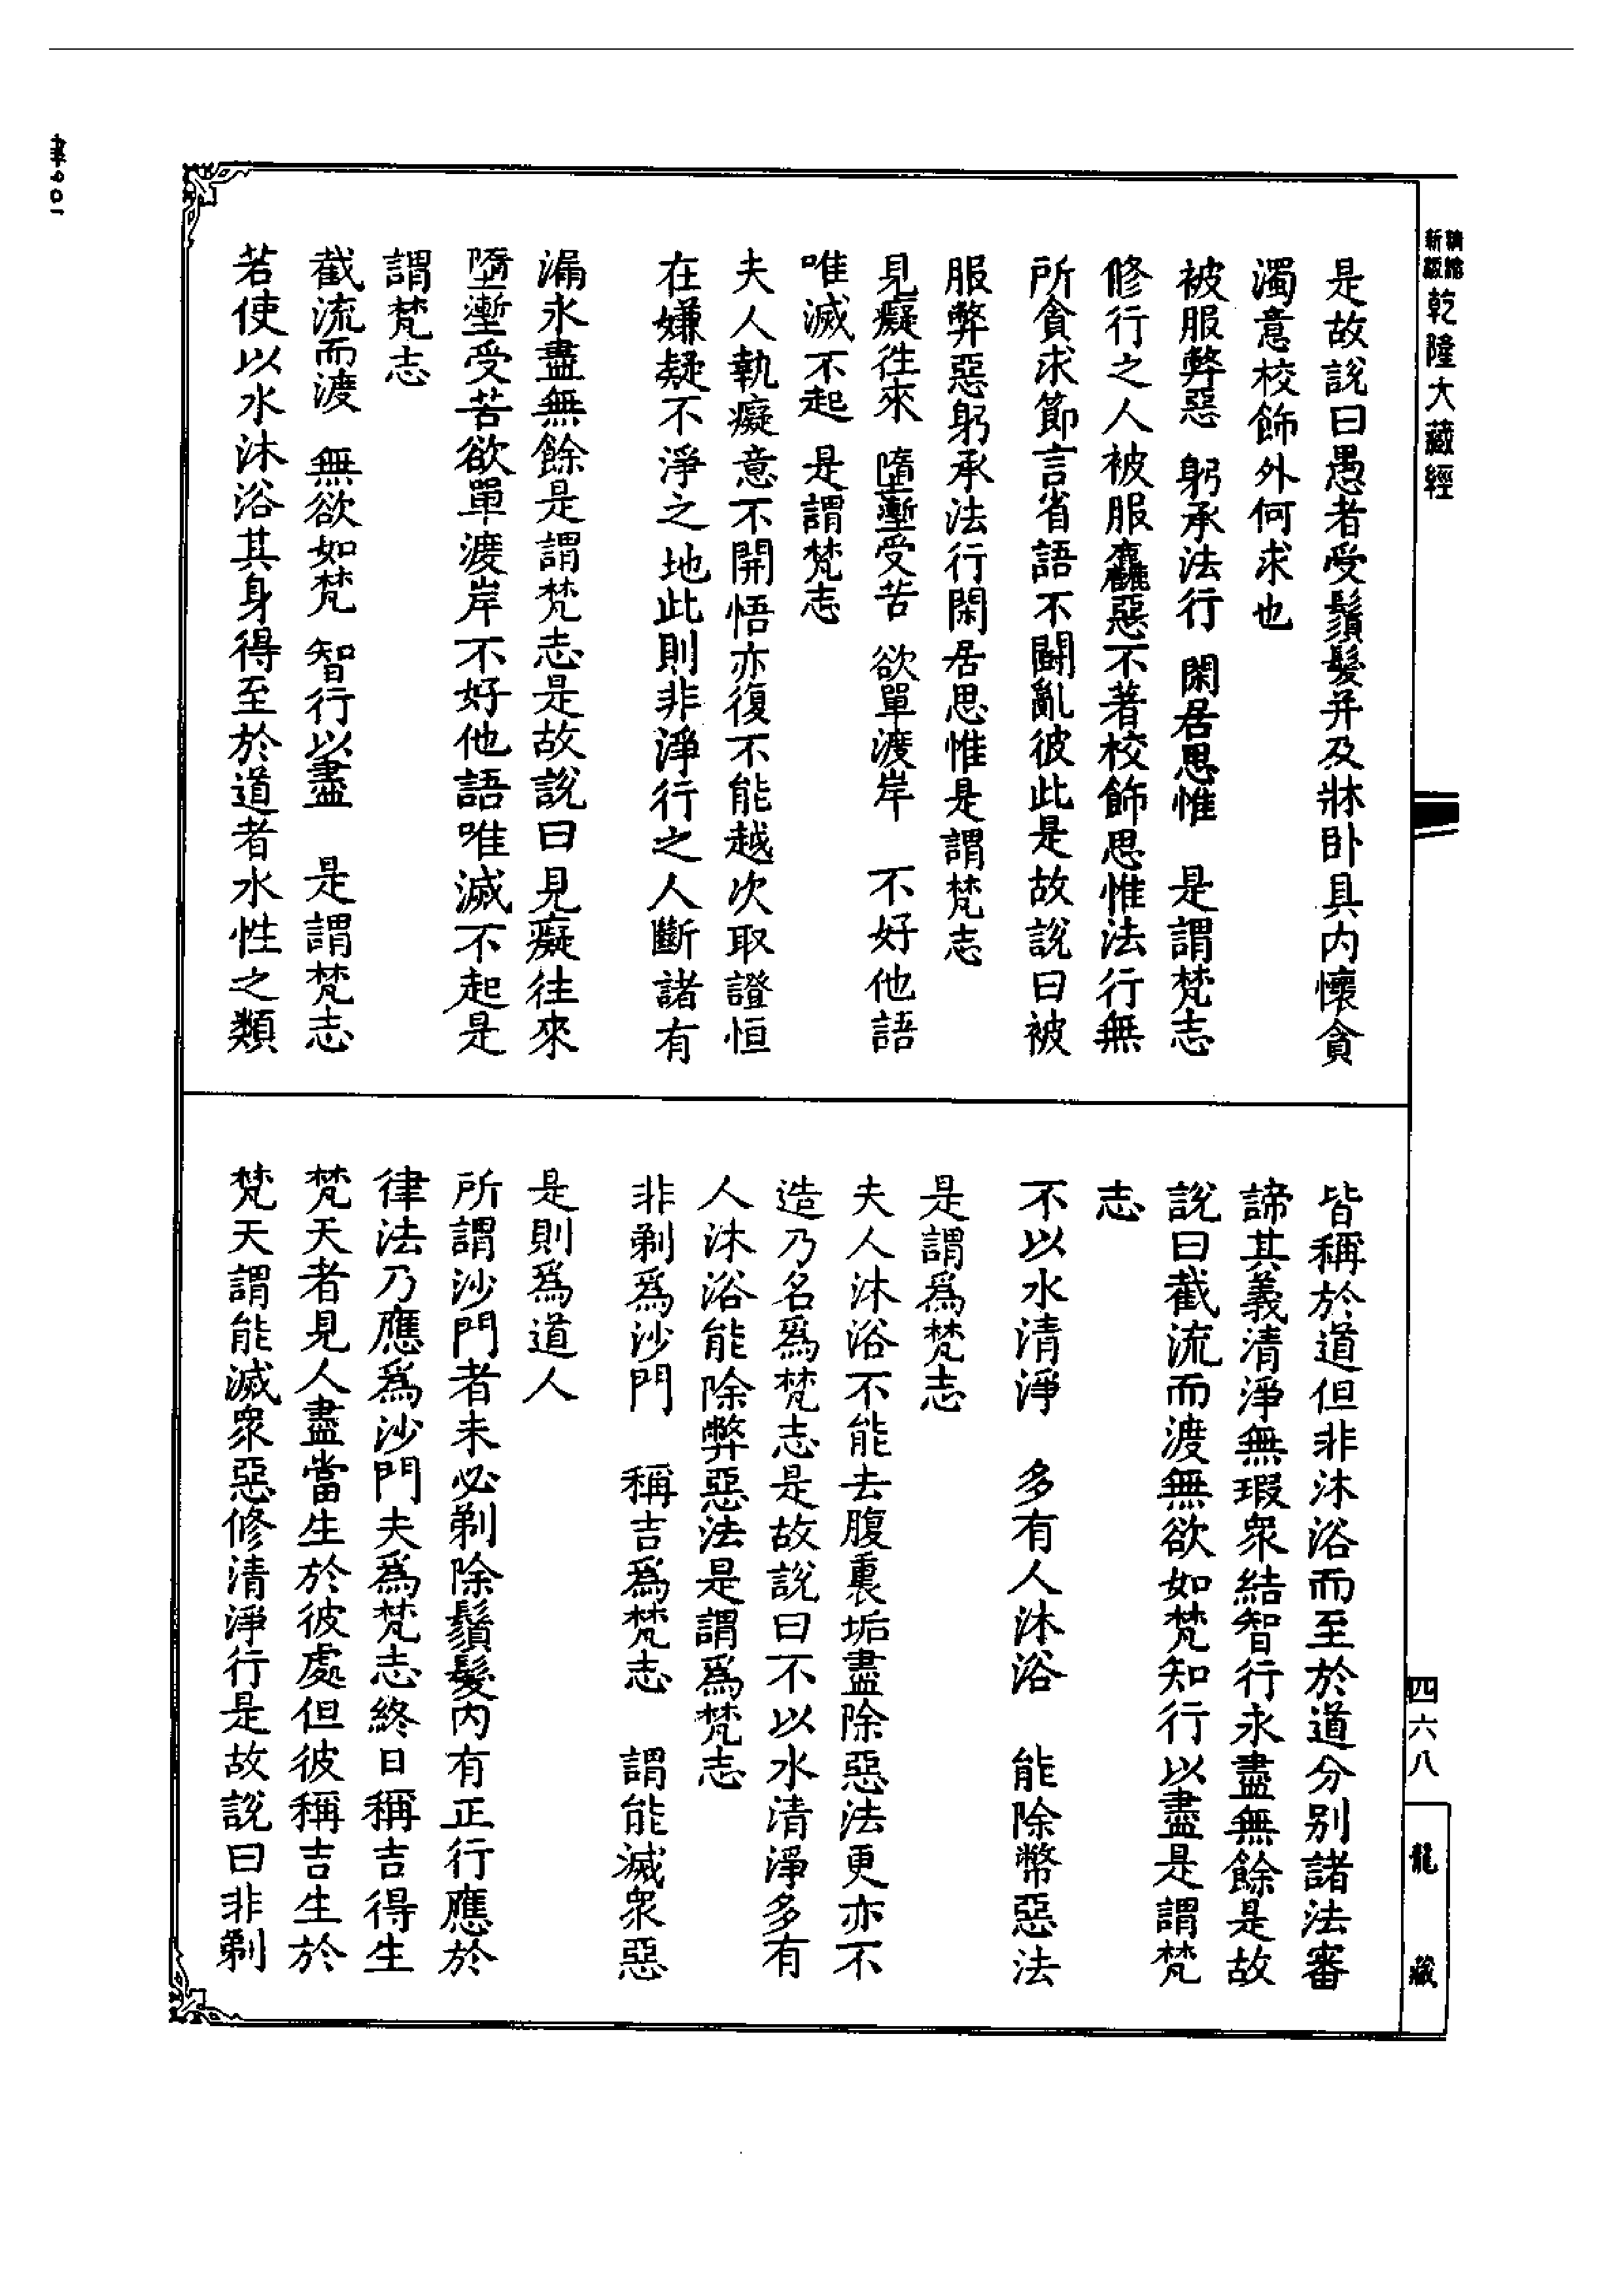 精縮
新版
乾隆大藏經
是故說曰愚者受鬚髮并及牀卧具内懷貪
濁意校飾外何求也
被服弊惡 躬承法行 閑居思惟 是謂梵志
修行之人被服麤惡不著校飾思惟法行無
所貪求節言省語不鬬亂彼此是故說曰被
服弊惡躬承法行閑居思惟是謂梵志
見癡徃來 墮壍受苦 欲單渡岸 不好他語
唯滅不起 是謂梵志
夫人執癡意不開悟亦復不能越次取證恒
在嫌疑不淨之地此則非淨行之人斷諸有
漏永盡無餘是謂梵志是故說曰見癡徃來
墮壍受苦欲單渡岸不好他語唯滅不起是
謂梵志
截流而渡 無欲如梵 智行以盡 是謂梵志
若使以水沐浴其身得至於道者水性之類
皆稱於道但非沐浴而至於道分别諸法審
諦其義清淨無瑕衆結智行永盡無餘是故
說曰截流而渡無欲如梵知行以盡是謂梵
志
不以水清淨 多有人沐浴 能除幣惡法
是謂爲梵志
夫人沐浴不能去腹裏垢盡除惡法更亦不
造乃名爲梵志是故說曰不以水清淨多有
人沐浴能除弊惡法是謂爲梵志
非剃爲沙門 稱吉爲梵志 謂能滅衆惡
是則爲道人
所謂沙門者未必剃除鬚髮内有正行應於
律法乃應爲沙門夫爲梵志終日稱吉得生
梵天者見人盡當生於彼處但彼稱吉生於
梵天謂能滅衆惡修清淨行是故說曰非剃
四六八
龍藏